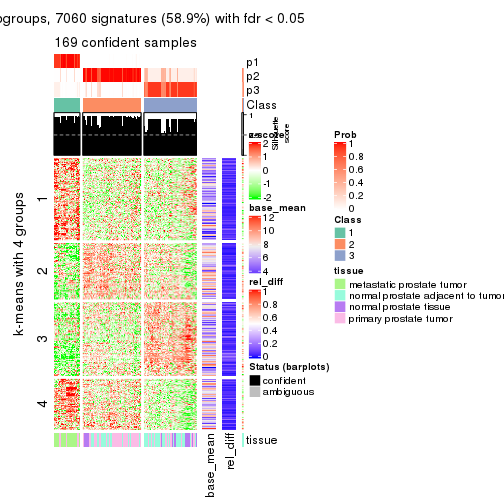 ogroups, 7060 signatures (58.9%) with fdr < 0.05
169 confident samples
p1
p2
p3
Class
1
Silhouette
score
z-score
2
1
0
-1
-2
base_mean
12
10
8
6
4
rel_diff
1
0.8
0.6
0.4
0.2
0
Status (barplots)
confident
ambiguous
Prob
1
0.8
0.6
0.4
0.2
0
Class
1
2
3
tissue
metastatic prostate tumor
normal prostate adjacent to tumor
normal prostate tissue
primary prostate tumor
k-means with 4 groups
1
2
3
4
tissue
base_mean
rel_diff